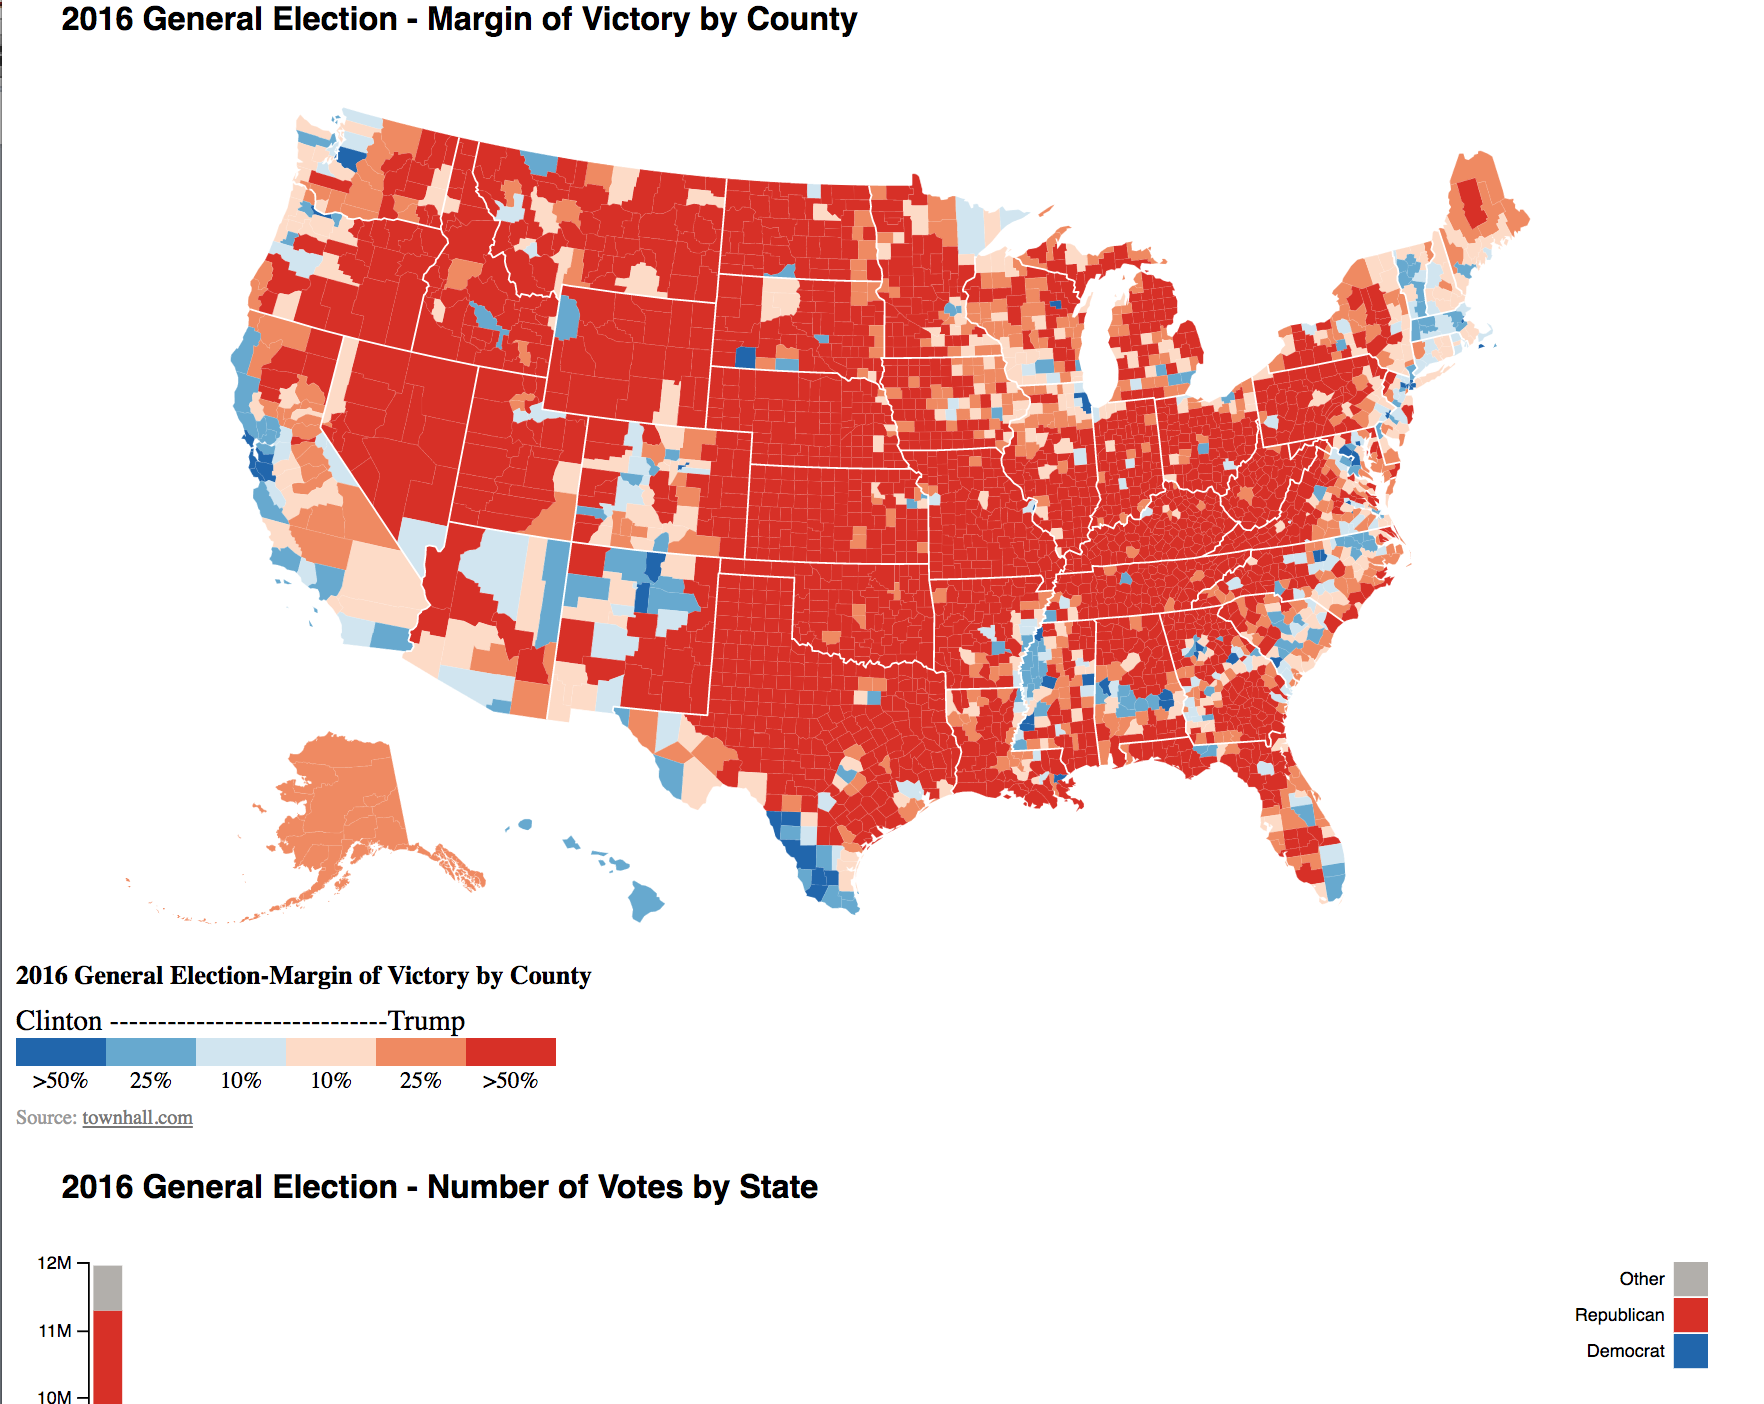 2016 General Election - Margin of Victory by County
2016 General Election-Margin of Victory by County
Clinton -----------------------------Trump
>50% 25% 10% 10% 25% >50%
Source: townhall.com
2016 General Election - Number of Votes by State
12M
11M
10M
Other
Republican
Democrat